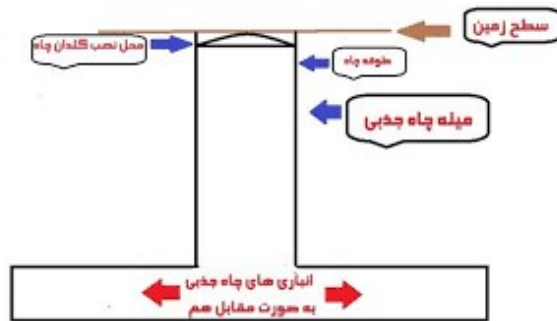 سطح زمین
محل نصب گلدان چاه
طوقه چاه
میله چاه جذبی
انباری های چاه جذبی
به صورت مقابل هم